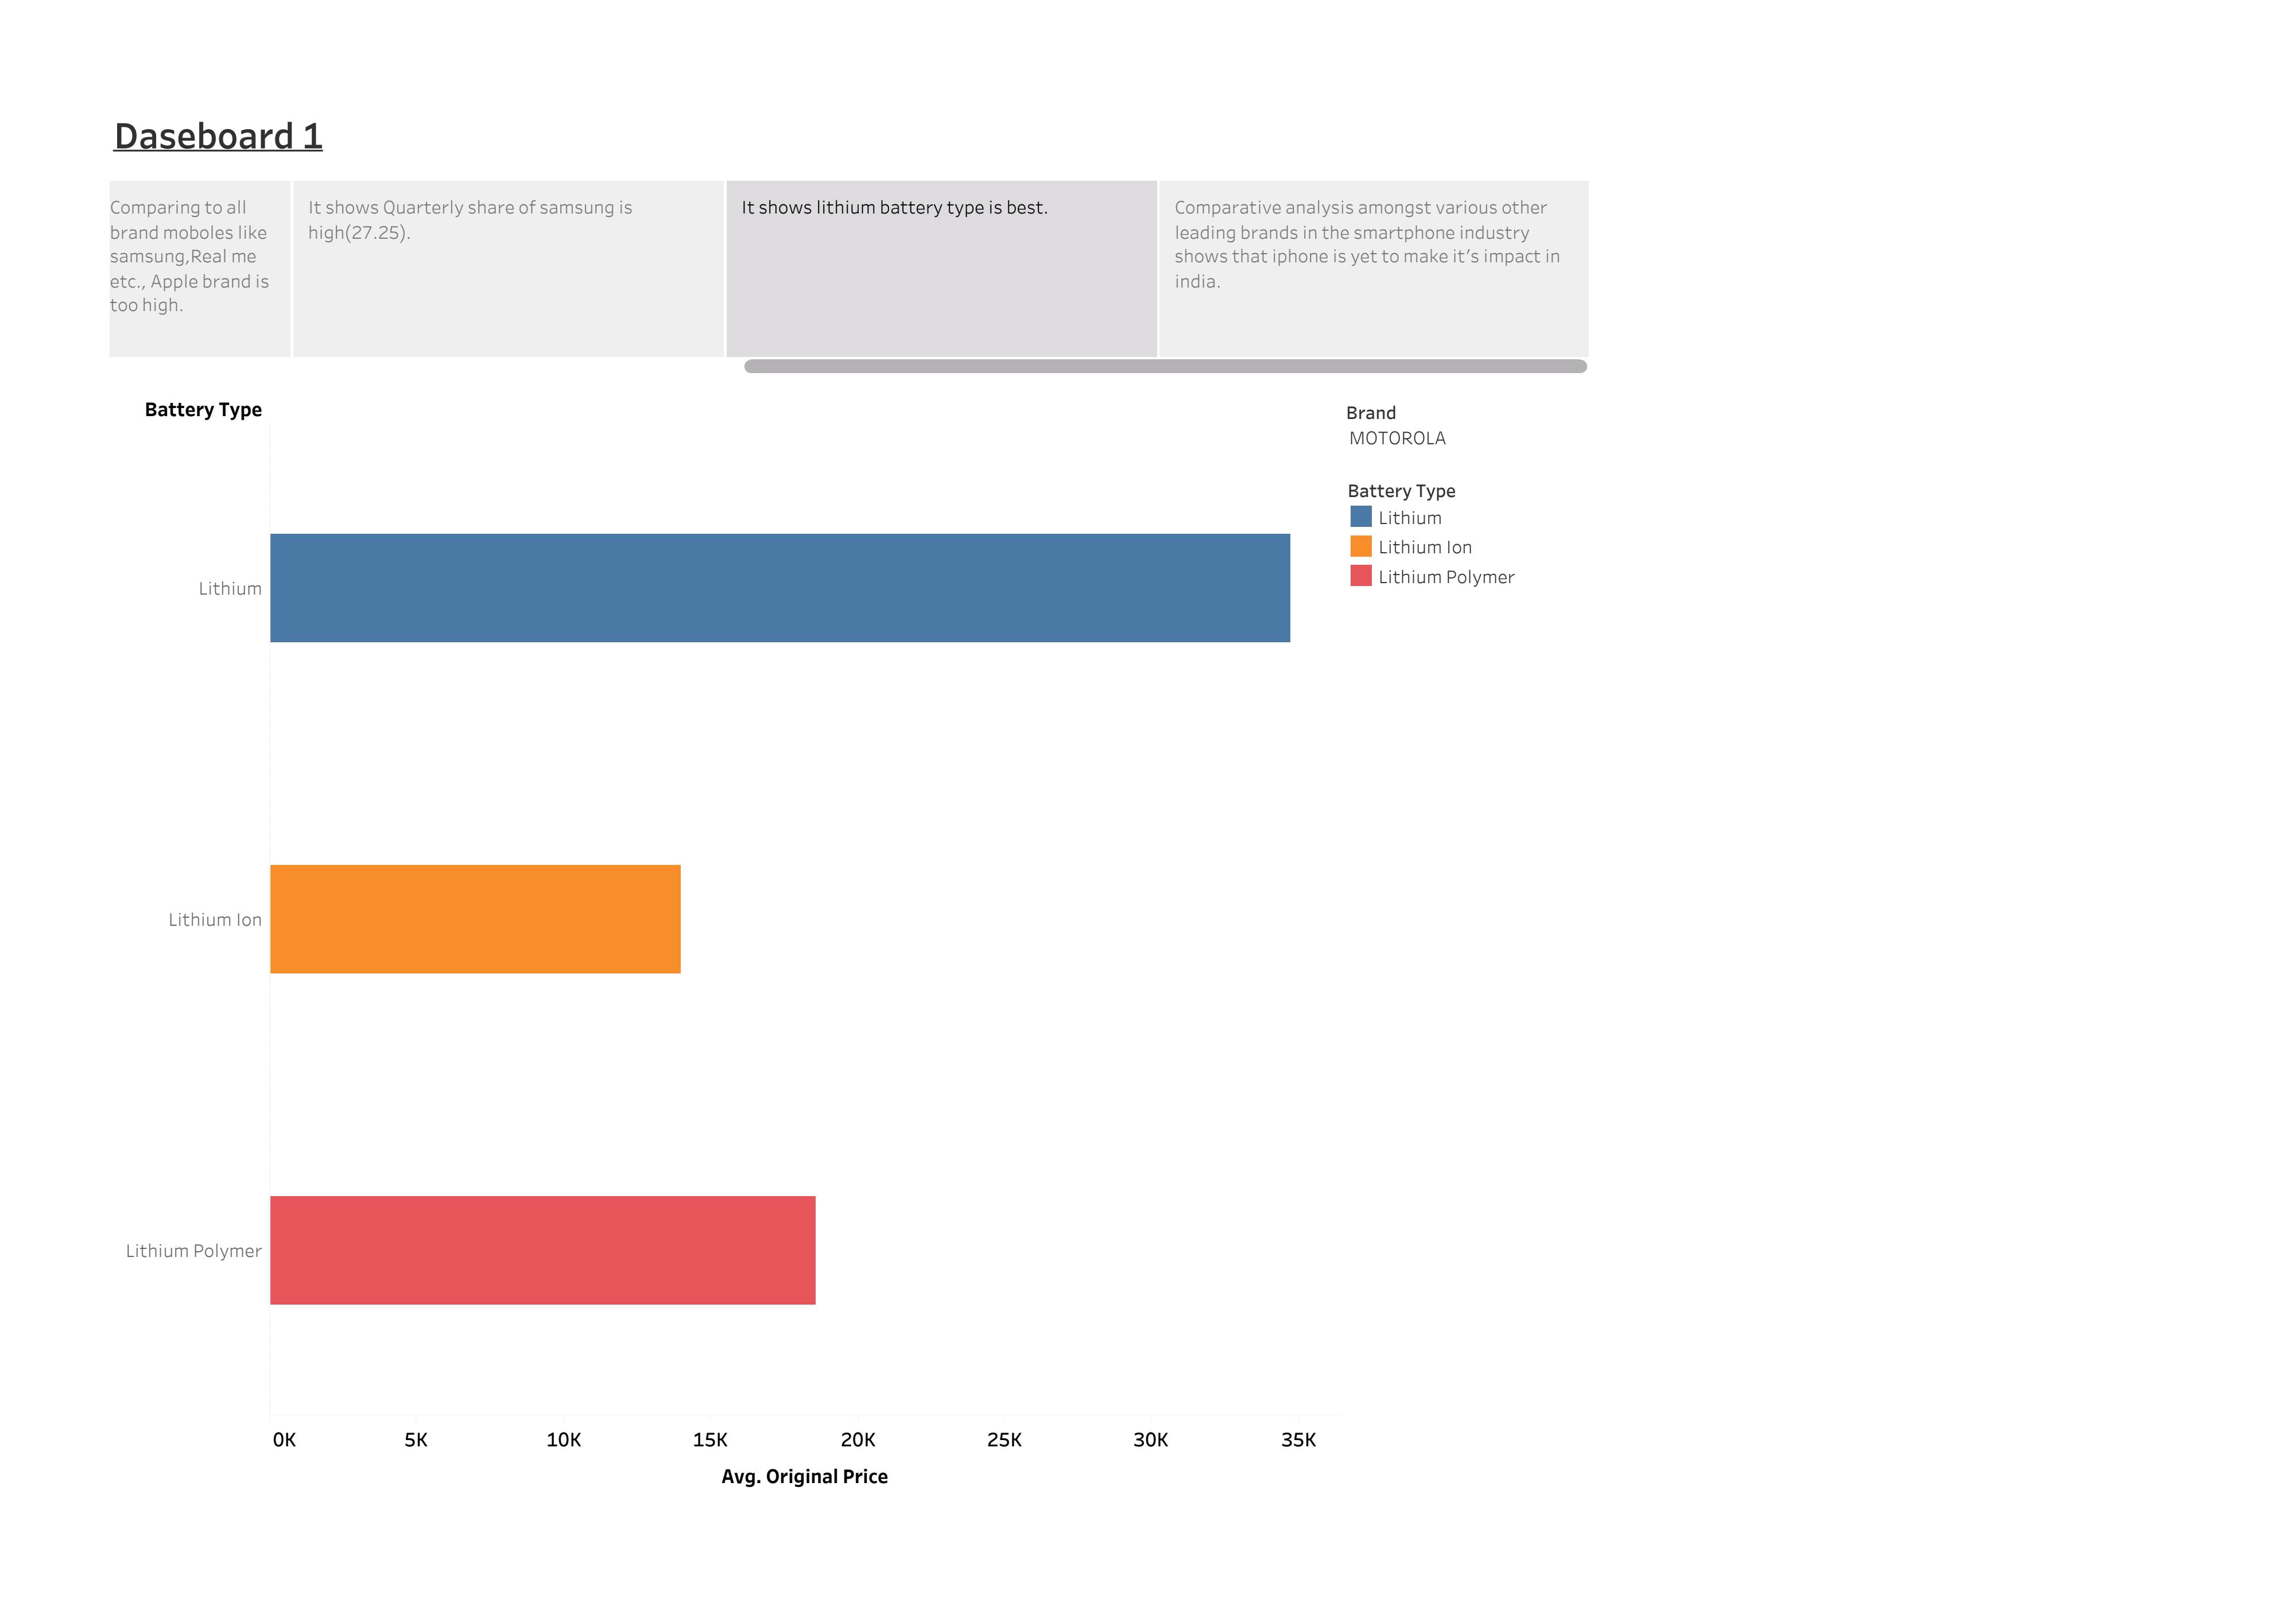 Daseboard 1
Comparing to all
brand moboles like
samsung,Real me
etc., Apple brand is
too high.
It shows Quarterly share of samsung is
high(27.25).
It shows lithium battery type is best.
Comparative analysis amongst various other
leading brands in the smartphone industry
shows that iphone is yet to make it’s impact in
india.
Battery Type
Lithium
Lithium Ion
Lithium Polymer
0K 5K 10K 15K 20K 25K 30K 35K
Avg. Original Price
Brand
MOTOROLA
Battery Type
Lithium
Lithium Ion
Lithium Polymer